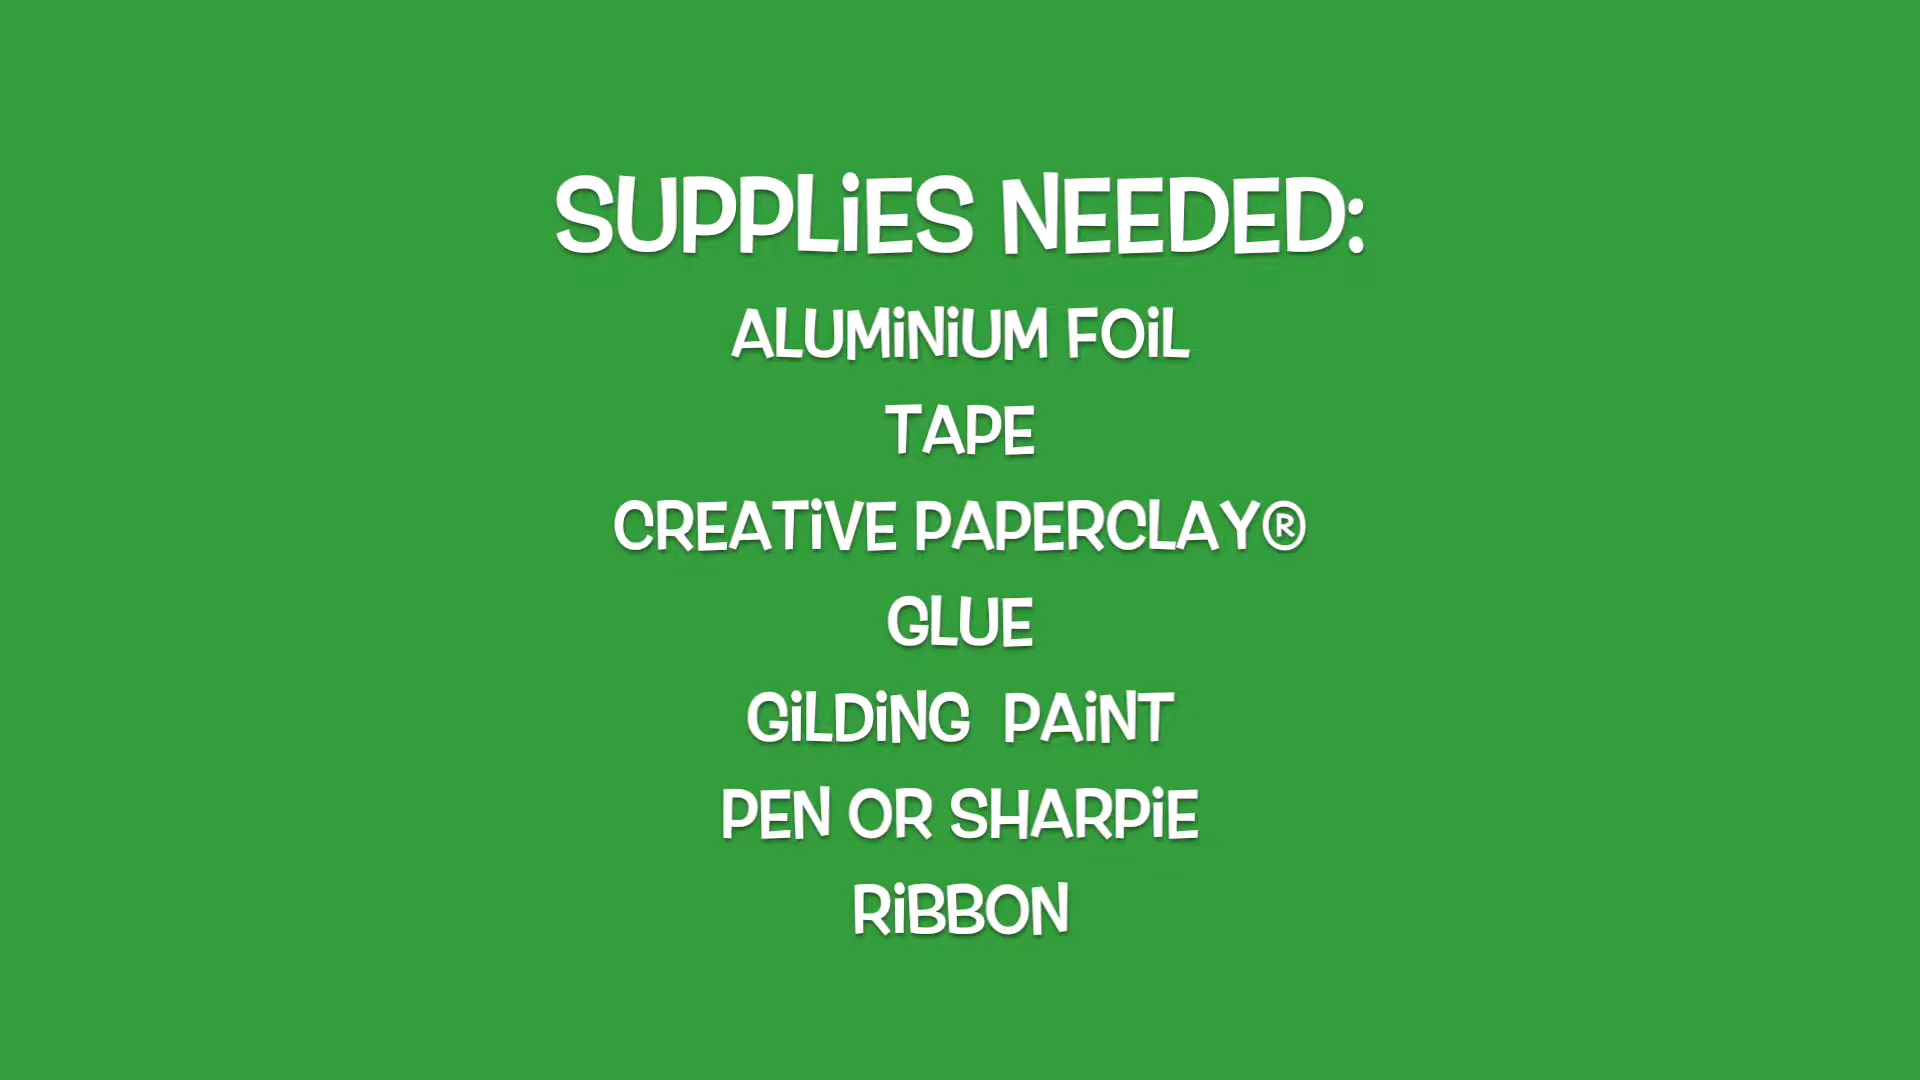 SUPPLiES NEEDED:
ALUMiNiUM FOiL
TAPE
CREATiVE PAPERCLAY®
GLUE
GiLDiNG PAiNT
PEN OR SHARPiE
RiBBON